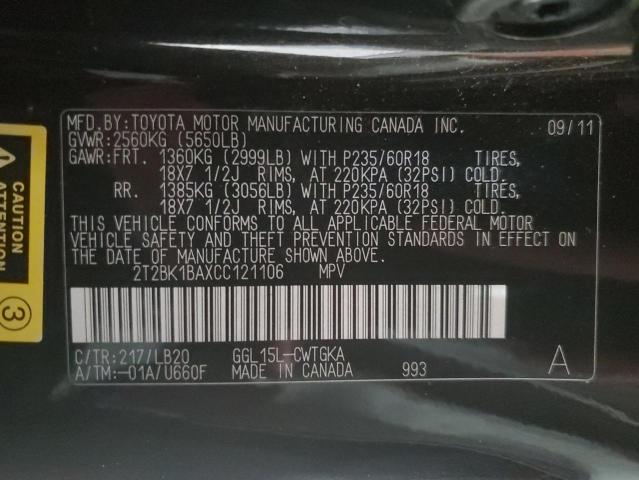 MFD.BY:TOYOTA MOTOR MANUFACTURING CANADA INC. 09/11
GVWR:2560KG (5650LB)
GAWR:FRT. 1360KG (2999LB) WITH P235/60R18 TIRES,
18X7 1/2J RIMS, AT 220KPA (32PSI) COLD.
RR. 1385KG (3056LB) WITH P235/60R18 TIRES,
18X7 1/2J RIMS, AT 220KPA (32PSI) COLD.
THIS VEHICLE CONFORMS TO ALL APPLICABLE FEDERAL MOTOR
VEHICLE SAFETY AND THEFT PREVENTION STANDARDS IN EFFECT ON
THE DATE OF MANUFACTURE SHOWN ABOVE.
2T2BK1BAXCC121106 MPV
C/TR:217/LB20 GGL15L-CWTGKA A
A/TM:-01A/U660F MADE IN CANADA 993
CAUTION
ATTENTION
3